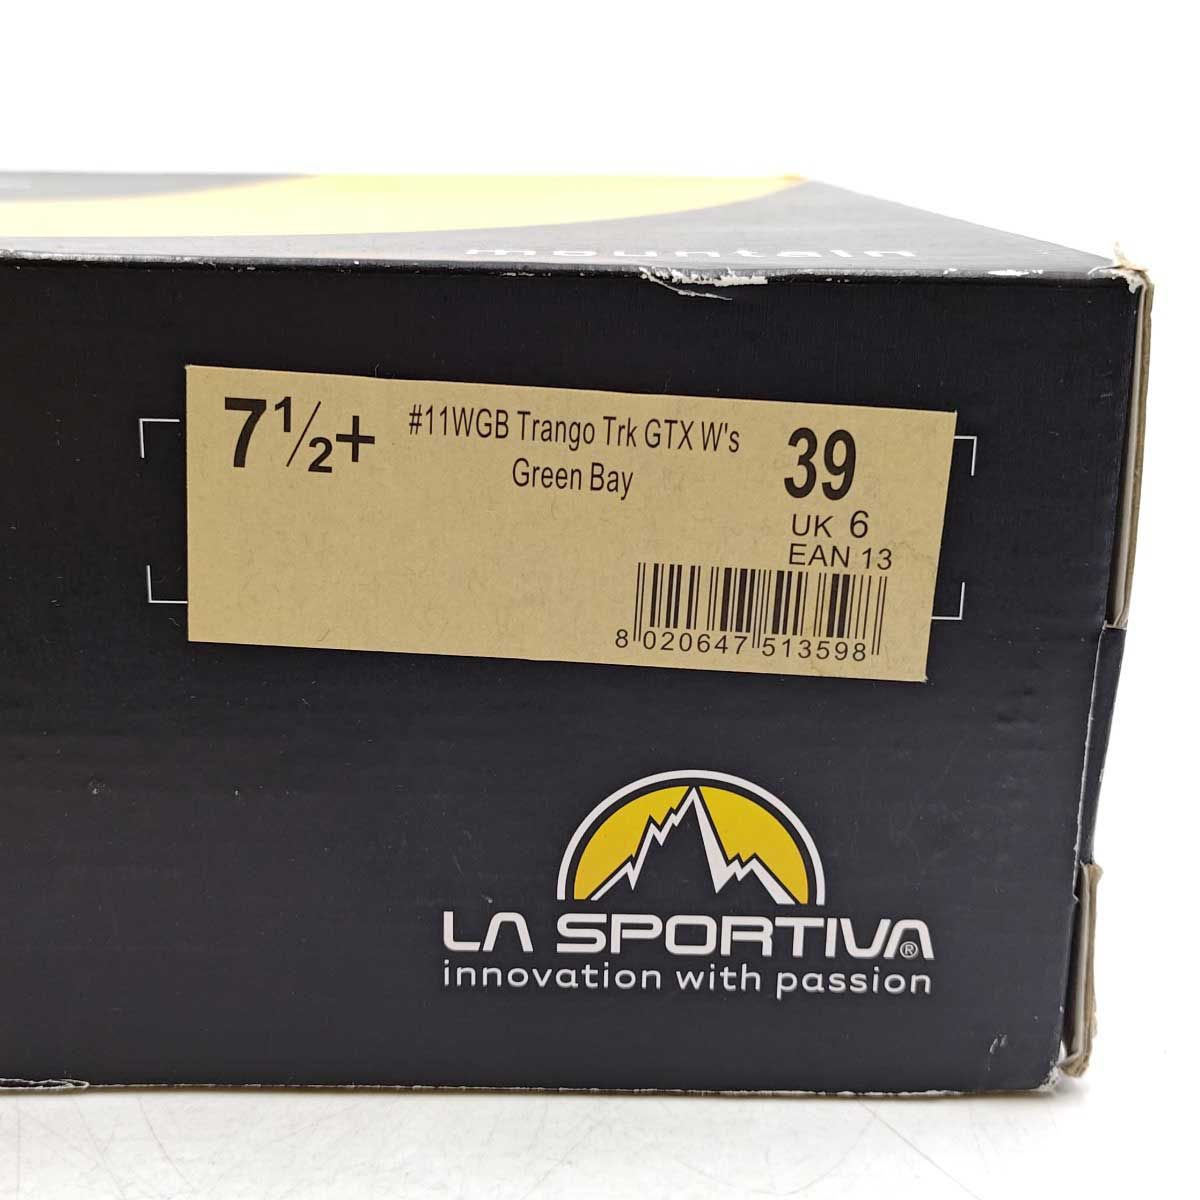 mountain
7½+
#11WGB Trango Trk GTX W's
Green Bay
39
UK 6
EAN 13
8 020647 513598
LA SPORTIVA®
innovation with passion